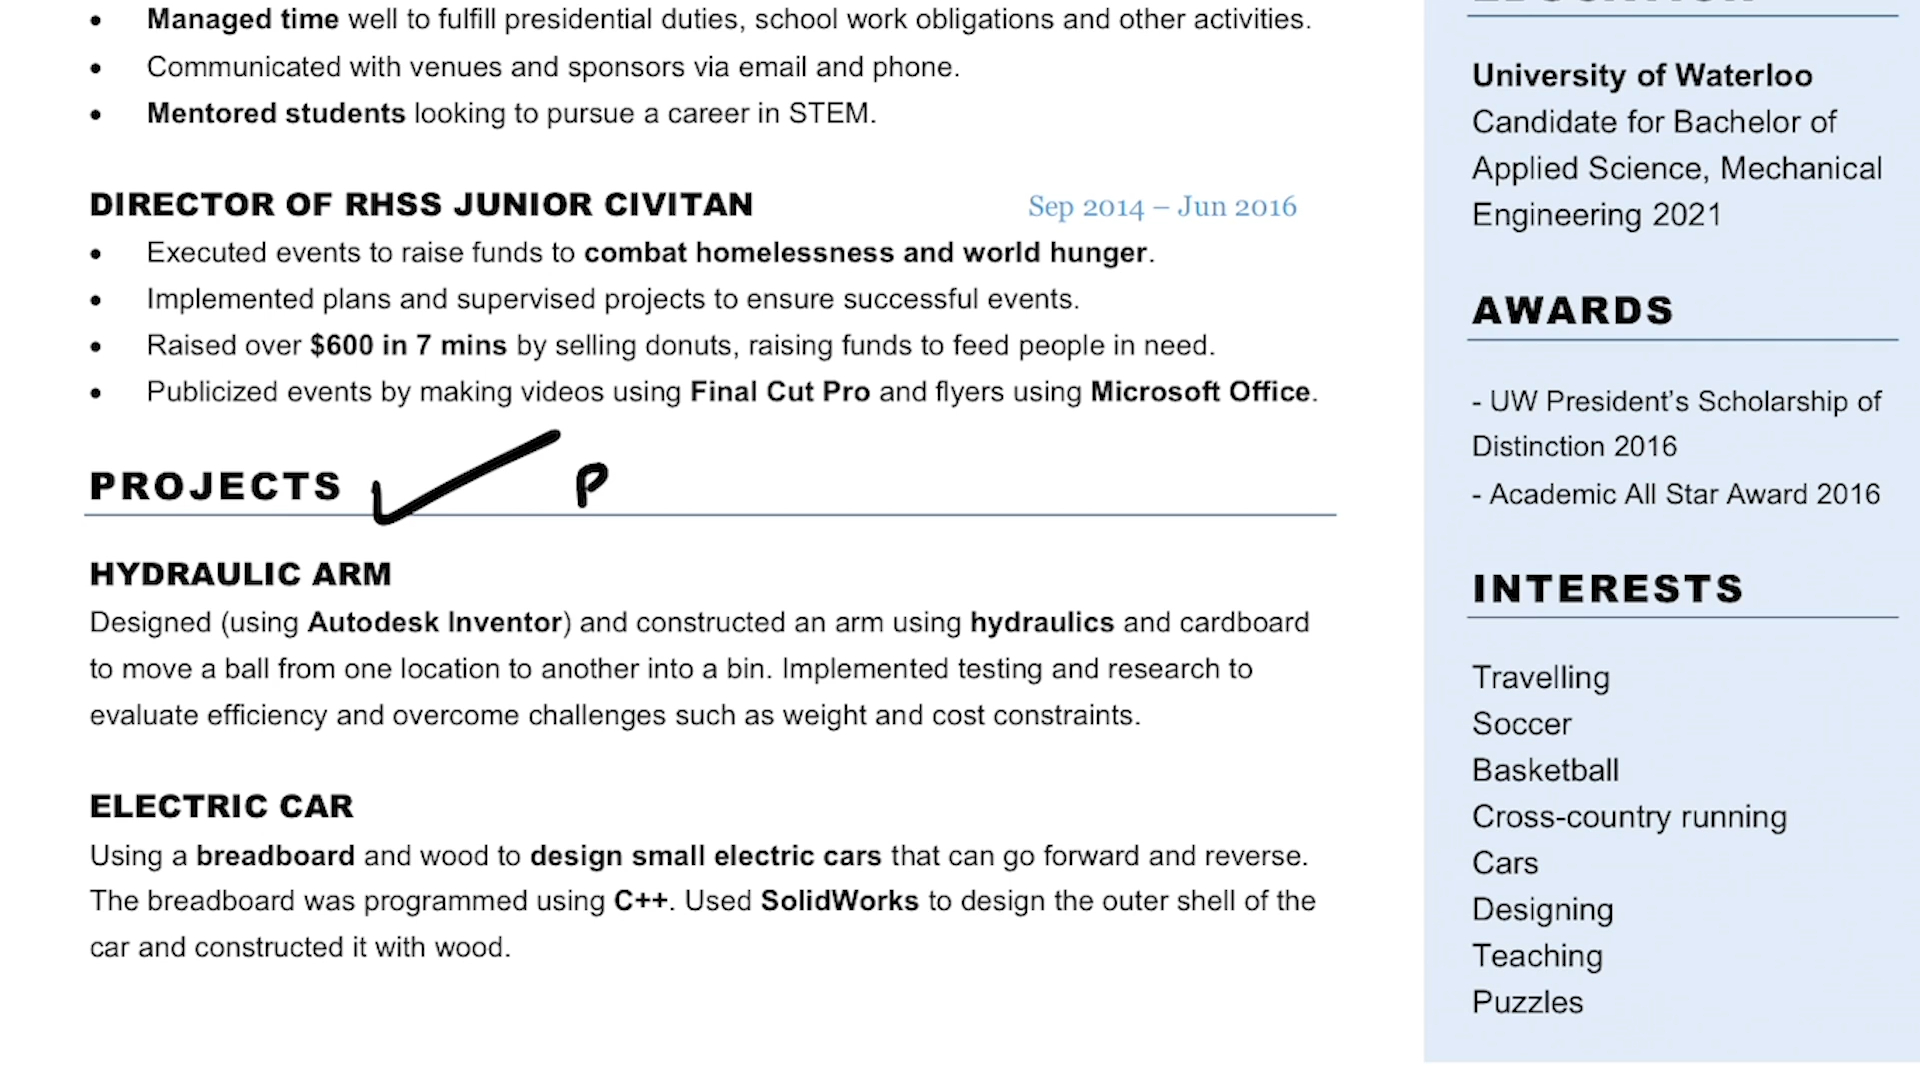 • Managed time well to fulfill presidential duties, school work obligations and other activities.
• Communicated with venues and sponsors via email and phone.
• Mentored students looking to pursue a career in STEM.
DIRECTOR OF RHSS JUNIOR CIVITAN Sep 2014 – Jun 2016
• Executed events to raise funds to combat homelessness and world hunger.
• Implemented plans and supervised projects to ensure successful events.
• Raised over $600 in 7 mins by selling donuts, raising funds to feed people in need.
• Publicized events by making videos using Final Cut Pro and flyers using Microsoft Office.
PROJECTS ✓ P
HYDRAULIC ARM
Designed (using Autodesk Inventor) and constructed an arm using hydraulics and cardboard
to move a ball from one location to another into a bin. Implemented testing and research to
evaluate efficiency and overcome challenges such as weight and cost constraints.
ELECTRIC CAR
Using a breadboard and wood to design small electric cars that can go forward and reverse.
The breadboard was programmed using C++. Used SolidWorks to design the outer shell of the
car and constructed it with wood.
University of Waterloo
Candidate for Bachelor of
Applied Science, Mechanical
Engineering 2021
AWARDS
- UW President’s Scholarship of
Distinction 2016
- Academic All Star Award 2016
INTERESTS
Travelling
Soccer
Basketball
Cross-country running
Cars
Designing
Teaching
Puzzles